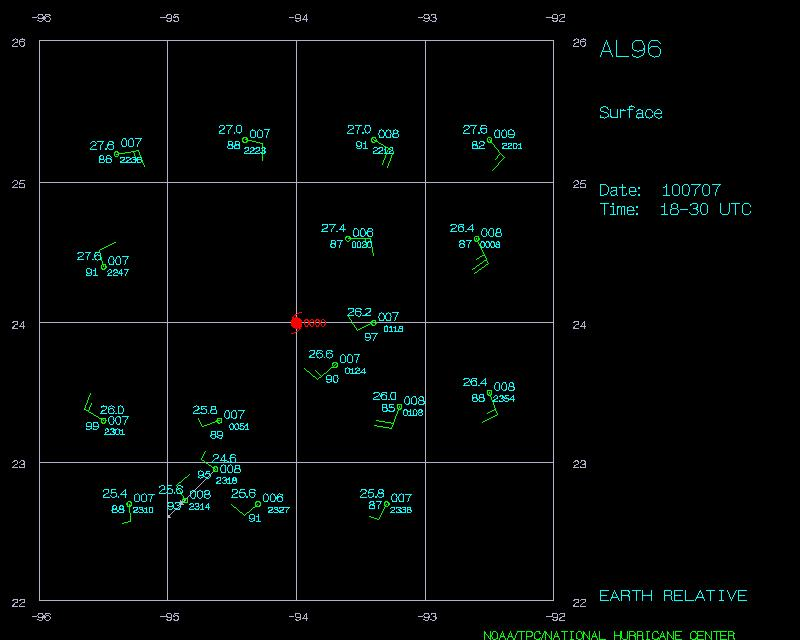 -96 -95 -94 -93 -92
26 26
AL96
Surface
27.0 007 27.0 008 27.6 009
27.6 007
88 2223 91 82 2201
86 2236
25 25
Date: 100707
Time: 18-30 UTC
27.4 006 26.4 008
87 87 0008
27.6 007
91 2247
26.2 007
24 24
97
26.6 007
90 0124
26.4 008
88 2354
26.0 008
85 0108
26.0 007
99 2301
25.8 007
89 0051
23 23
24.6 008
95 2318
25.4 007 25.6 008 25.6 006 25.8 007
88 2310 93 2314 91 2327 87 2338
EARTH RELATIVE
22 22
-96 -95 -94 -93 -92
NOAA/TPC/NATIONAL HURRICANE CENTER